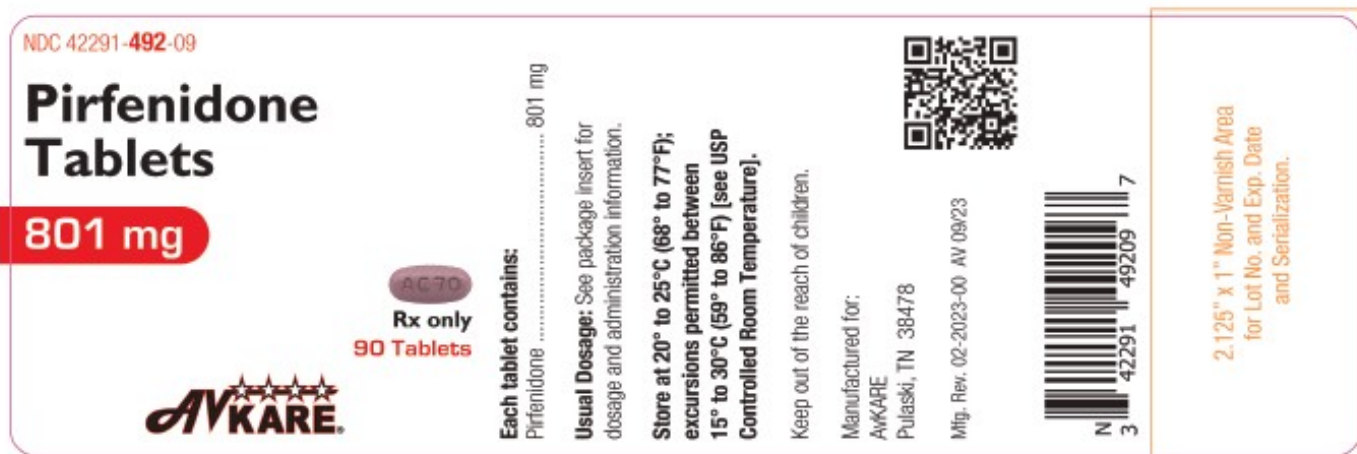 NDC 42291-492-09
Pirfenidone
Tablets
801 mg
AC 70
Rx only
90 Tablets
AVKARE®
Each tablet contains:
Pirfenidone ........................................ 801 mg
Usual Dosage: See package insert for
dosage and administration information.
Store at 20° to 25°C (68° to 77°F);
excursions permitted between
15° to 30°C (59° to 86°F) [see USP
Controlled Room Temperature].
Keep out of the reach of children.
Manufactured for:
AvKARE
Pulaski, TN 38478
Mfg. Rev. 02-2023-00 AV 09/23
N
3 42291 49209 7
2.125" x 1" Non-Varnish Area
for Lot No. and Exp. Date
and Serialization.